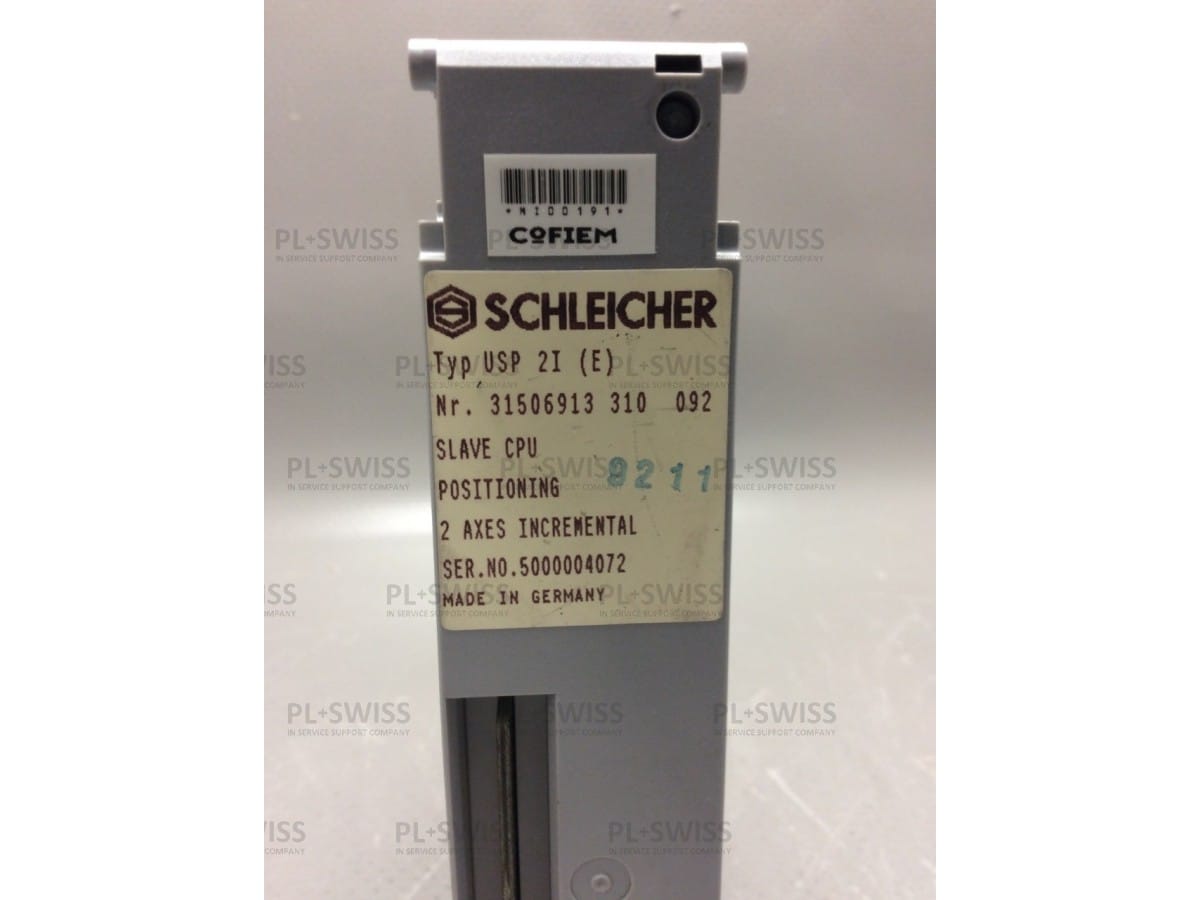 *NI00191*
COFIEM
SCHLEICHER
Typ USP 2I (E)
Nr. 31506913 310 092
SLAVE CPU
POSITIONING 9211
2 AXES INCREMENTAL
SER.NO.5000004072
MADE IN GERMANY
PL+SWISS
IN SERVICE SUPPORT COMPANY